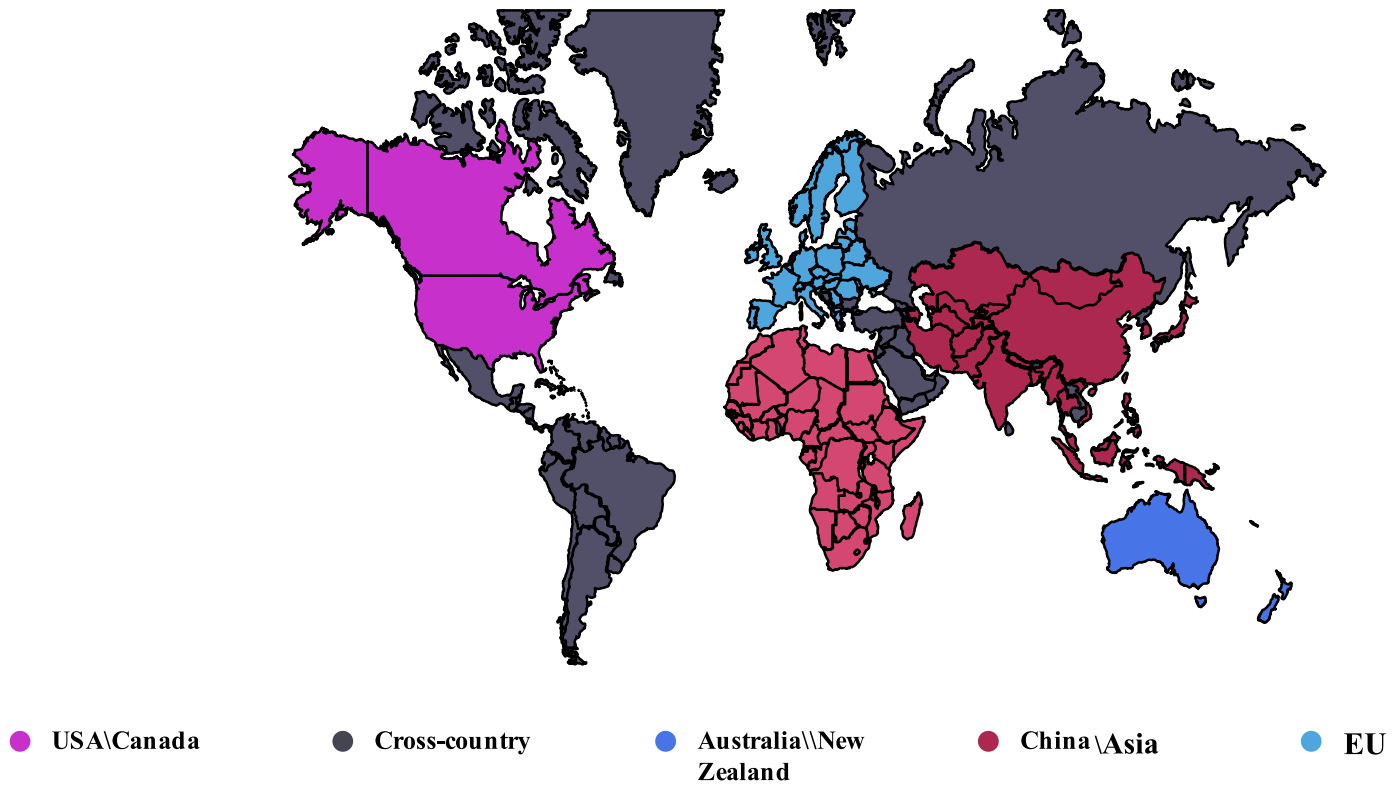 USA\Canada
Cross-country
Australia\\New
Zealand
China \Asia
EU